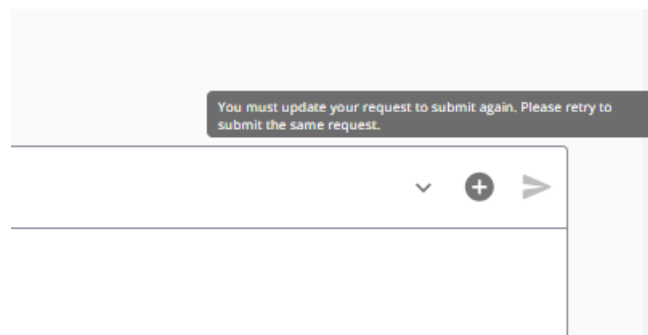 You must update your request to submit again. Please retry to
submit the same request.